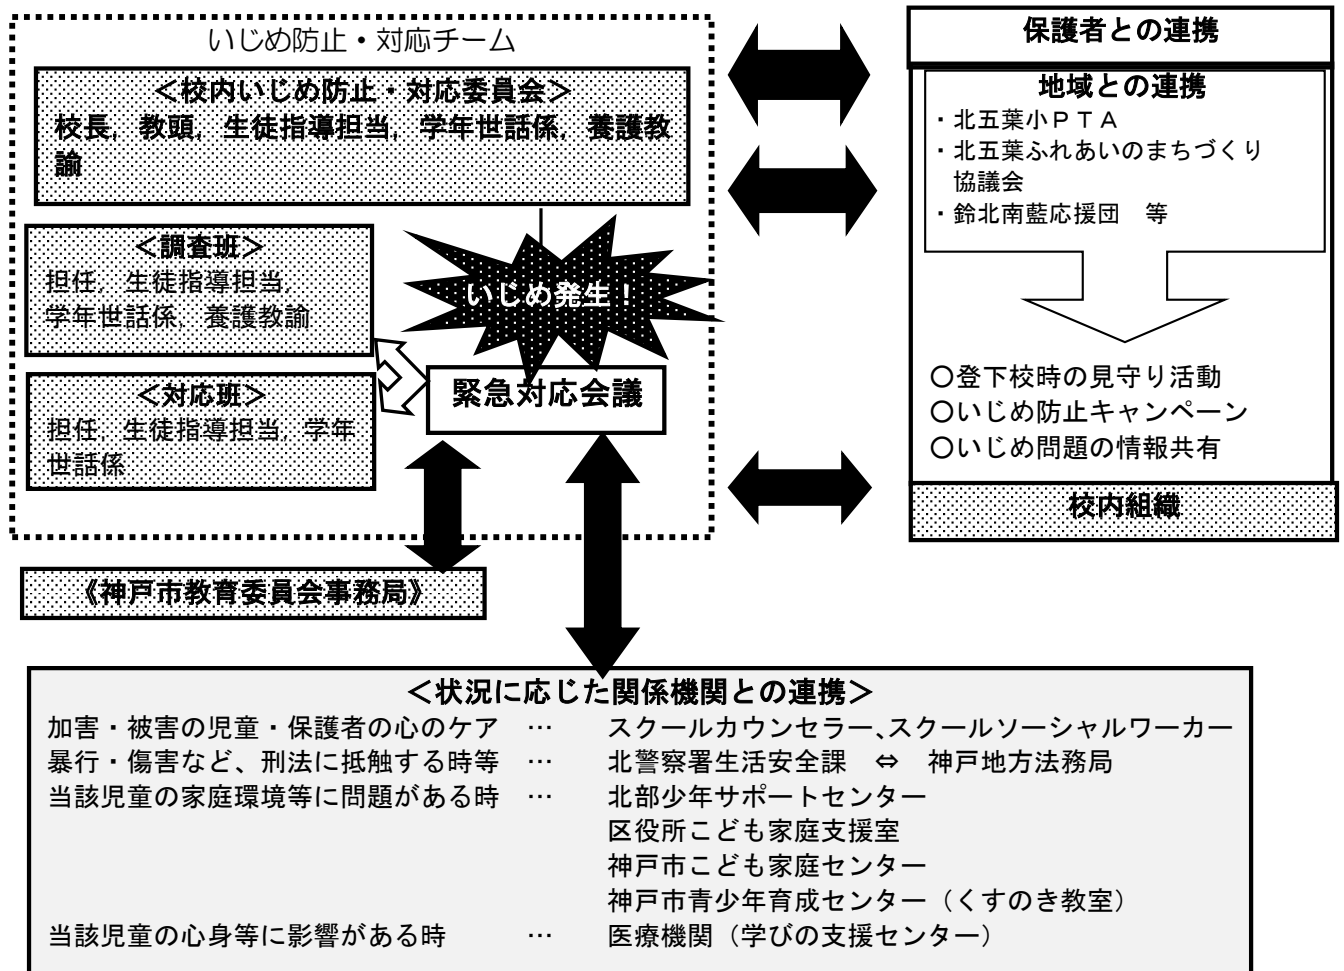 いじめ防止・対応チーム
＜校内いじめ防止・対応委員会＞
校長，教頭，生徒指導担当，学年世話係，養護教
諭
＜調査班＞
担任，生徒指導担当，
学年世話係，養護教諭
いじめ発生！
＜対応班＞
担任，生徒指導担当，学年
世話係
緊急対応会議
《神戸市教育委員会事務局》
保護者との連携
地域との連携
・北五葉小ＰＴＡ
・北五葉ふれあいのまちづくり
協議会
・鈴北南藍応援団　等
〇登下校時の見守り活動
〇いじめ防止キャンペーン
〇いじめ問題の情報共有
校内組織
＜状況に応じた関係機関との連携＞
加害・被害の児童・保護者の心のケア　…　スクールカウンセラー、スクールソーシャルワーカー
暴行・傷害など、刑法に抵触する時等　…　北警察署生活安全課　⇔　神戸地方法務局
当該児童の家庭環境等に問題がある時　…　北部少年サポートセンター
区役所こども家庭支援室
神戸市こども家庭センター
神戸市青少年育成センター（くすのき教室）
当該児童の心身等に影響がある時　…　医療機関（学びの支援センター）